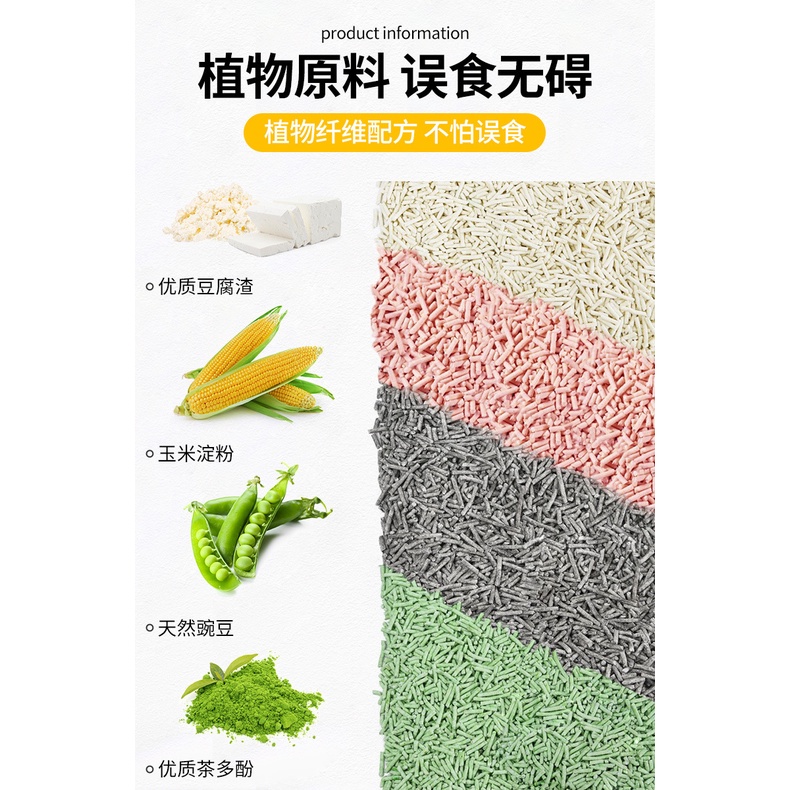 product information
植物原料 误食无碍
植物纤维配方 不怕误食
优质豆腐渣
玉米淀粉
天然豌豆
优质茶多酚